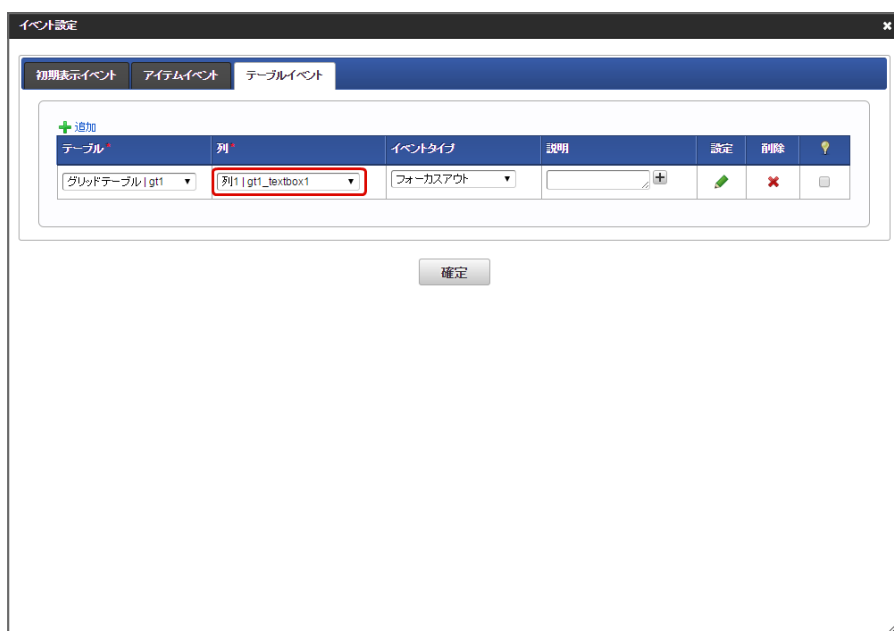 イベント設定
初期表示イベント アイテムイベント テーブルイベント
追加
テーブル* 列* イベントタイプ 説明 設定 削除
グリッドテーブル | gt1 列1 | gt1_textbox1 フォーカスアウト
確定